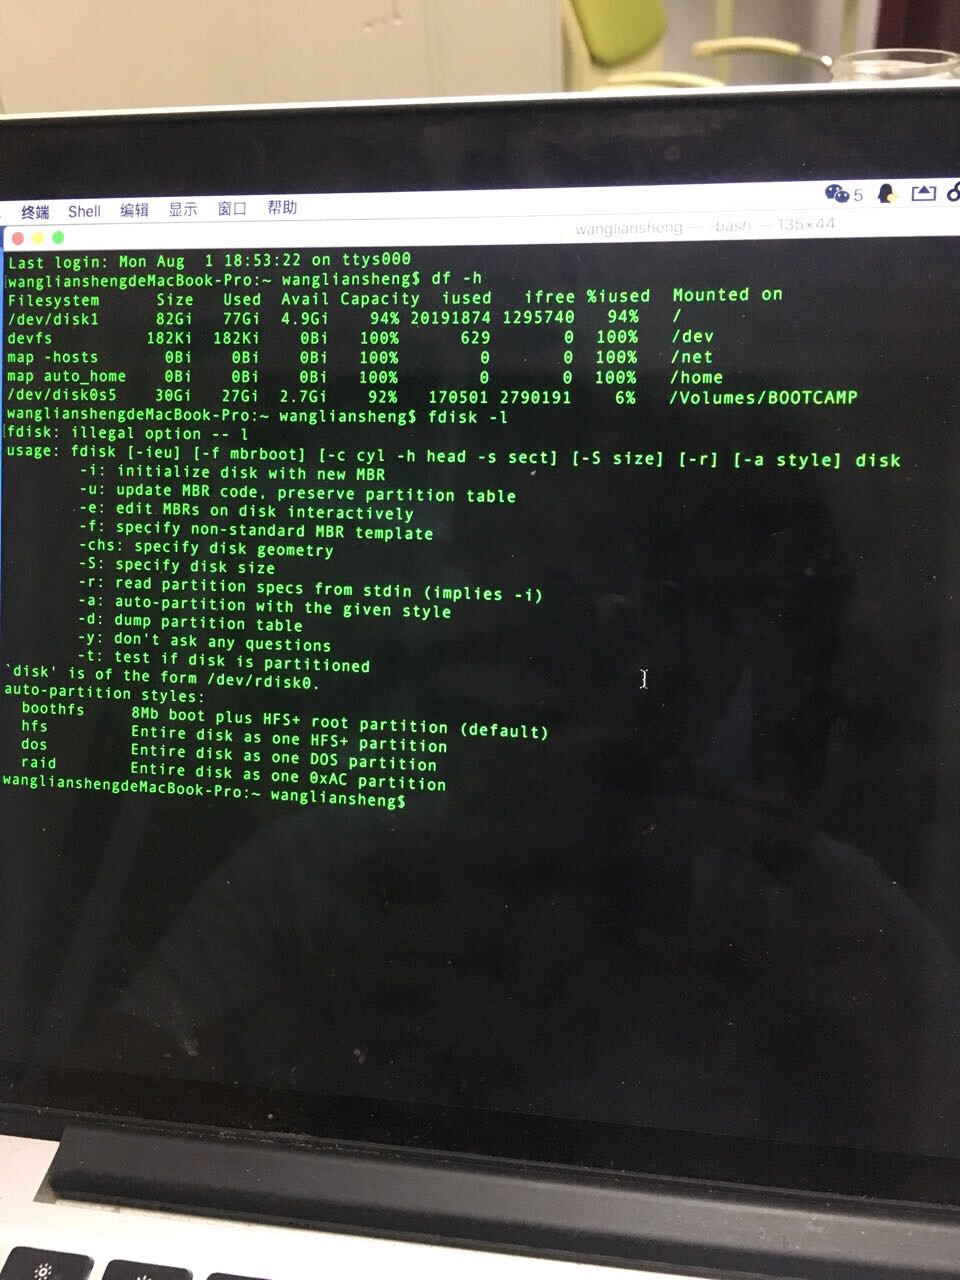 终端 Shell 编辑 显示 窗口 帮助 5
wangliansheng — -bash — 135×44
Last login: Mon Aug  1 18:53:22 on ttys000
[wanglianshengdeMacBook-Pro:~ wangliansheng$ df -h
Filesystem Size Used Avail Capacity iused ifree %iused Mounted on
/dev/disk1 82Gi 77Gi 4.9Gi 94% 20191874 1295740 94% /
devfs 182Ki 182Ki 0Bi 100% 629 0 100% /dev
map -hosts 0Bi 0Bi 0Bi 100% 0 0 100% /net
map auto_home 0Bi 0Bi 0Bi 100% 0 0 100% /home
/dev/disk0s5 30Gi 27Gi 2.7Gi 92% 170501 2790191 6% /Volumes/BOOTCAMP
wanglianshengdeMacBook-Pro:~ wangliansheng$ fdisk -l
[fdisk: illegal option -- l
usage: fdisk [-ieu] [-f mbrboot] [-c cyl -h head -s sect] [-S size] [-r] [-a style] disk
-i: initialize disk with new MBR
-u: update MBR code, preserve partition table
-e: edit MBRs on disk interactively
-f: specify non-standard MBR template
-chs: specify disk geometry
-S: specify disk size
-r: read partition specs from stdin (implies -i)
-a: auto-partition with the given style
-d: dump partition table
-y: don't ask any questions
-t: test if disk is partitioned
`disk' is of the form /dev/rdisk0.
auto-partition styles:
boothfs 8Mb boot plus HFS+ root partition (default)
hfs Entire disk as one HFS+ partition
dos Entire disk as one DOS partition
raid Entire disk as one 0xAC partition
wanglianshengdeMacBook-Pro:~ wangliansheng$